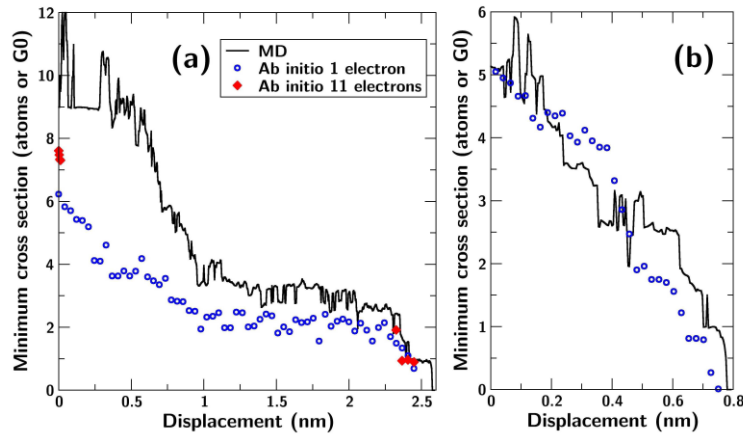 (a)
MD
Ab initio 1 electron
Ab initio 11 electrons
Minimum cross section (atoms or G0)
12
10
8
6
4
2
0
0 0.5 1 1.5 2 2.5
Displacement (nm)
(b)
Minimum cross section (atoms or G0)
6
5
4
3
2
1
0
0 0.2 0.4 0.6 0.8
Displacement (nm)